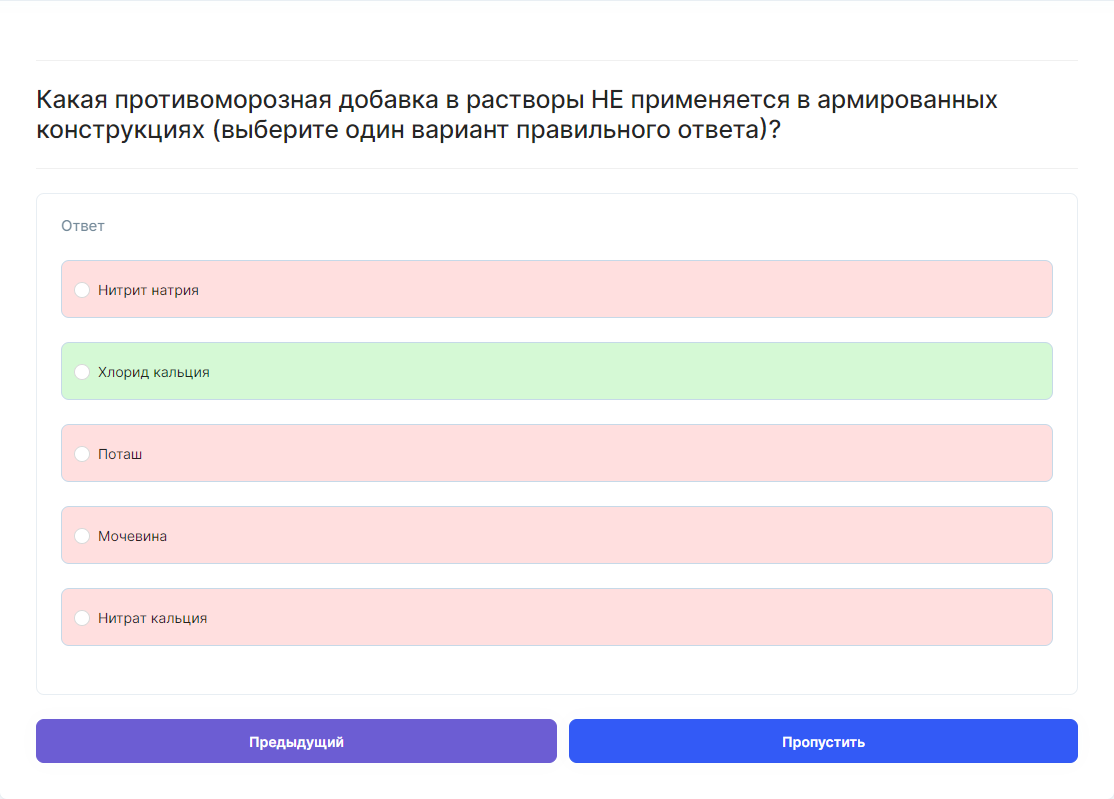 Какая противоморозная добавка в растворы НЕ применяется в армированных
конструкциях (выберите один вариант правильного ответа)?
Ответ
Нитрит натрия
Хлорид кальция
Поташ
Мочевина
Нитрат кальция
Предыдущий
Пропустить